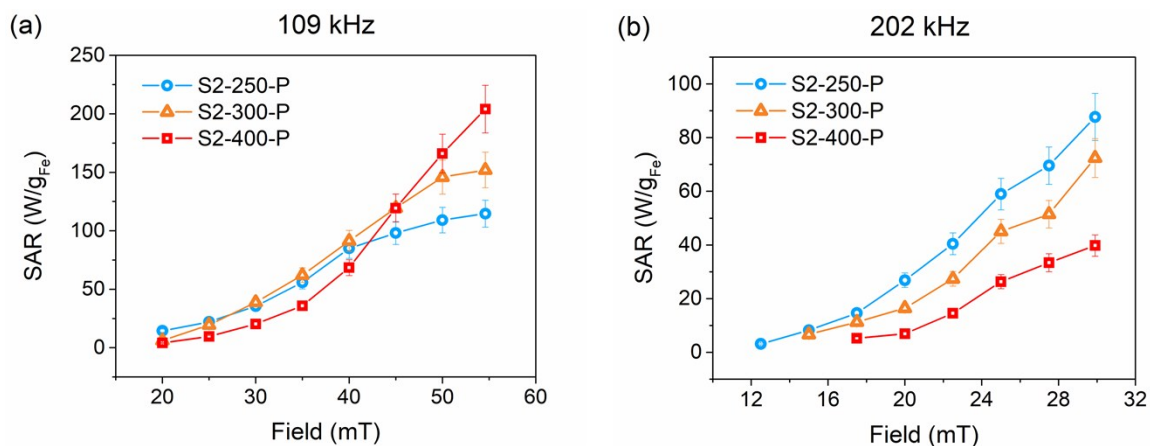 (a)
109 kHz
250
200
150
100
50
0
SAR (W/gFe)
S2-250-P
S2-300-P
S2-400-P
20 30 40 50 60
Field (mT)
(b)
202 kHz
100
80
60
40
20
0
SAR (W/gFe)
S2-250-P
S2-300-P
S2-400-P
12 16 20 24 28 32
Field (mT)